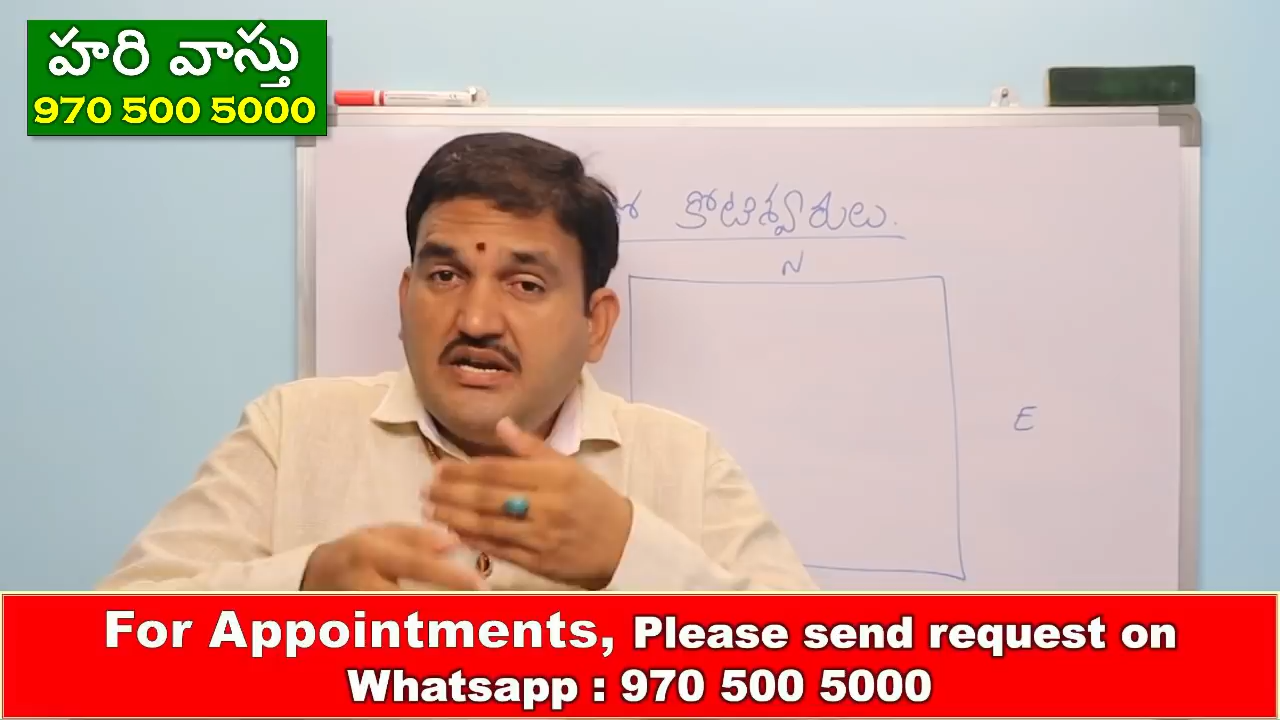 హరి వాస్తు
970 500 5000
కోటిశ్వరులు.
N
E
For Appointments, Please send request on
Whatsapp : 970 500 5000